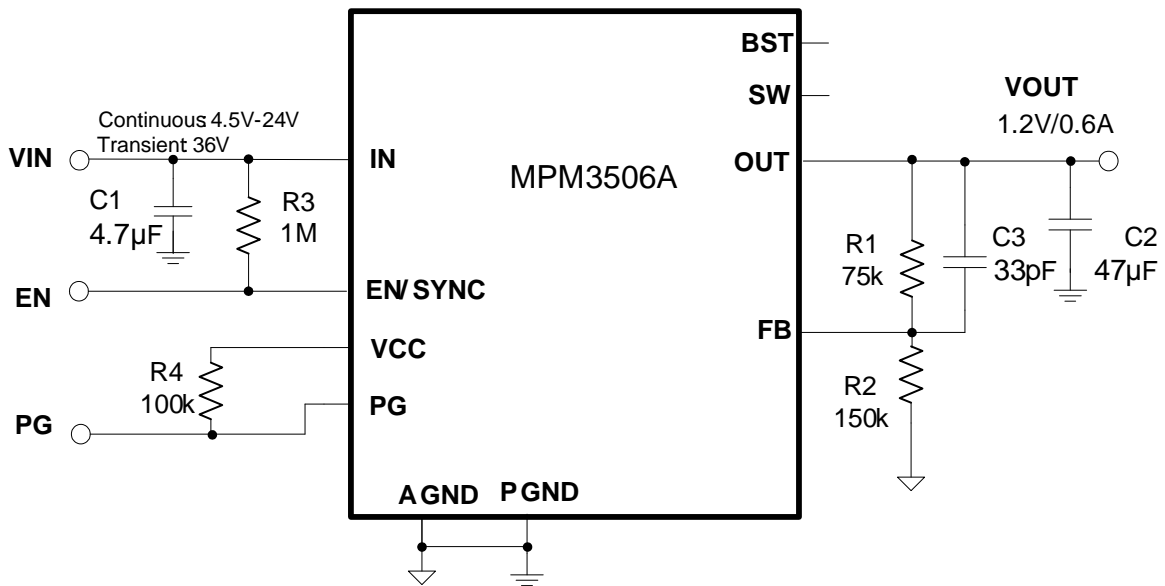 BST
SW
VOUT
1.2V/0.6A
Continuous: 4.5V-24V
Transient 36V
VIN
IN
MPM3506A
OUT
C1
4.7µF
R3
1M
R1
75k
C3
33pF
C2
47µF
EN
EN/SYNC
FB
VCC
R4
100k
PG
PG
R2
150k
AGND
PGND